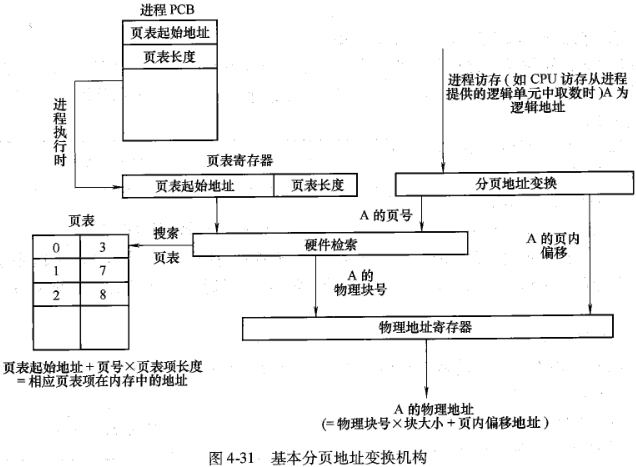 进程 PCB
页表起始地址
页表长度
进程执行时
进程访存 ( 如 CPU 访存从进程
提供的逻辑单元中取数时 )A 为
逻辑地址
页表寄存器
页表起始地址
页表长度
分页地址变换
A 的页号
A 的页内
偏移
页表
搜索
页表
硬件检索
0 3
1 7
2 8
A 的
物理块号
物理地址寄存器
页表起始地址 + 页号 × 页表项长度
= 相应页表项在内存中的地址
A 的物理地址
(= 物理块号 × 块大小 + 页内偏移地址 )
图 4-31 基本分页地址变换机构